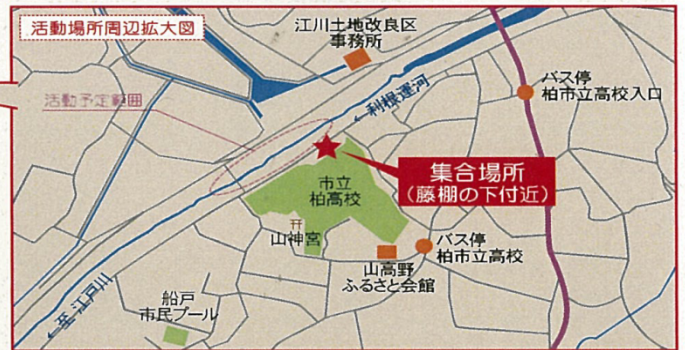 活動場所周辺拡大図
江川土地改良区
事務所
バス停
柏市立高校入口
活動予定範囲
←利根運河
集合場所
(藤棚の下付近)
市立
柏高校
山神宮
バス停
柏市立高校
山高野
ふるさと会館
船戸
市民プール
←至江戸川